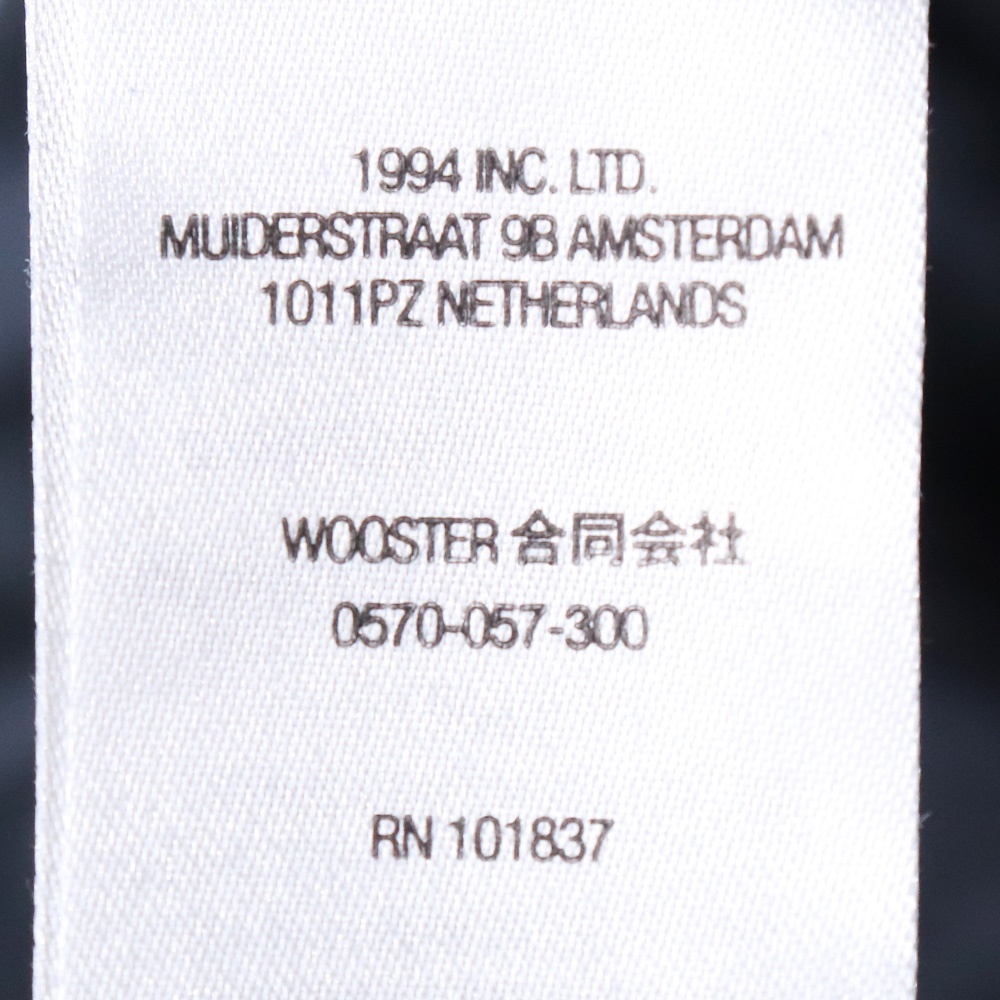 1994 INC. LTD.
MUIDERSTRAAT 9B AMSTERDAM
1011PZ NETHERLANDS
WOOSTER 合同会社
0570-057-300
RN 101837